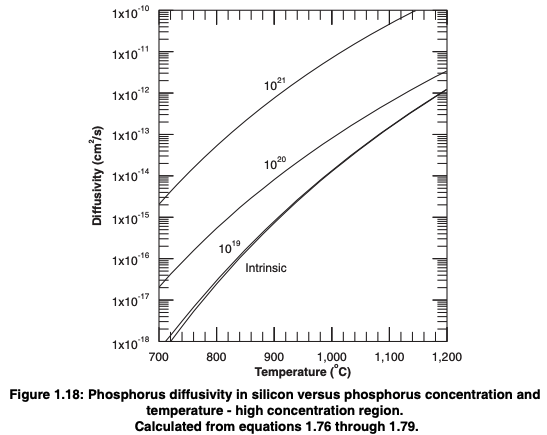 1x10⁻¹⁰
1x10⁻¹¹
1x10⁻¹²
1x10⁻¹³
1x10⁻¹⁴
1x10⁻¹⁵
1x10⁻¹⁶
1x10⁻¹⁷
1x10⁻¹⁸
Diffusivity (cm²/s)
10²¹
10²⁰
10¹⁹
Intrinsic
700 800 900 1,000 1,100 1,200
Temperature (°C)
Figure 1.18: Phosphorus diffusivity in silicon versus phosphorus concentration and
temperature - high concentration region.
Calculated from equations 1.76 through 1.79.